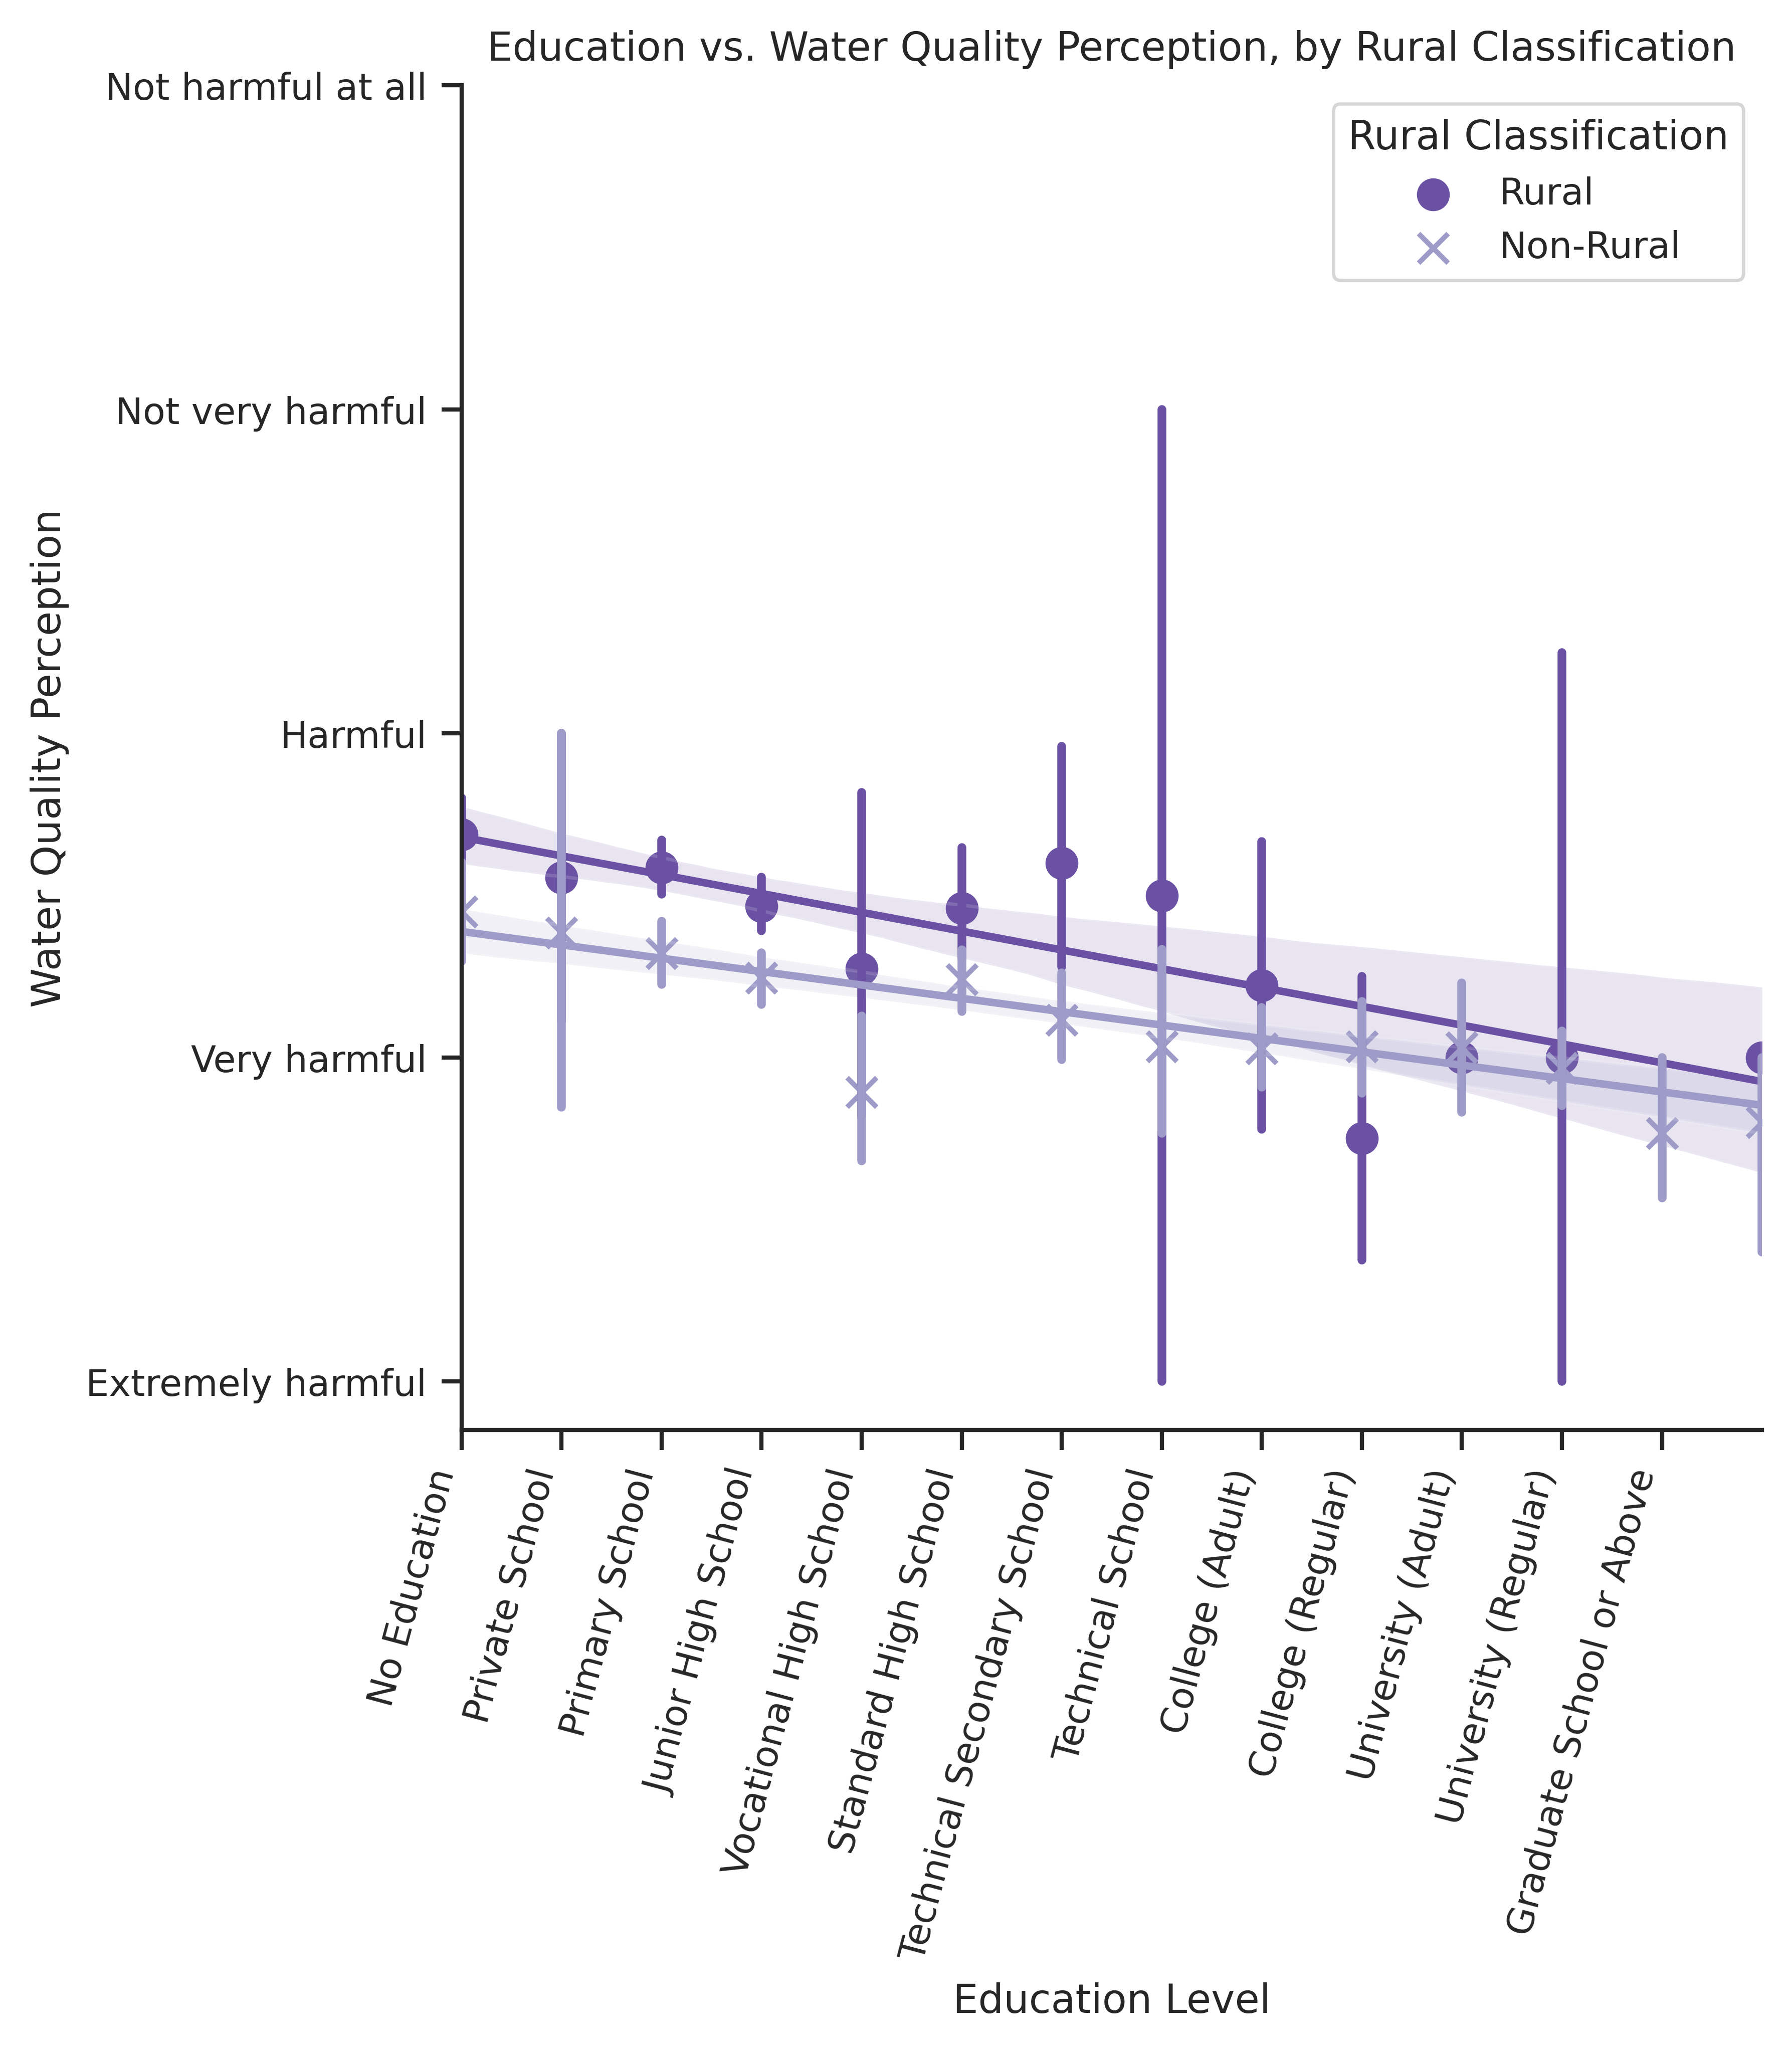 Education vs. Water Quality Perception, by Rural Classification
Not harmful at all
Not very harmful
Harmful
Very harmful
Extremely harmful
Water Quality Perception
Rural Classification
Rural
Non-Rural
No Education
Private School
Primary School
Junior High School
Vocational High School
Standard High School
Technical Secondary School
Technical School
College (Adult)
College (Regular)
University (Adult)
University (Regular)
Graduate School or Above
Education Level